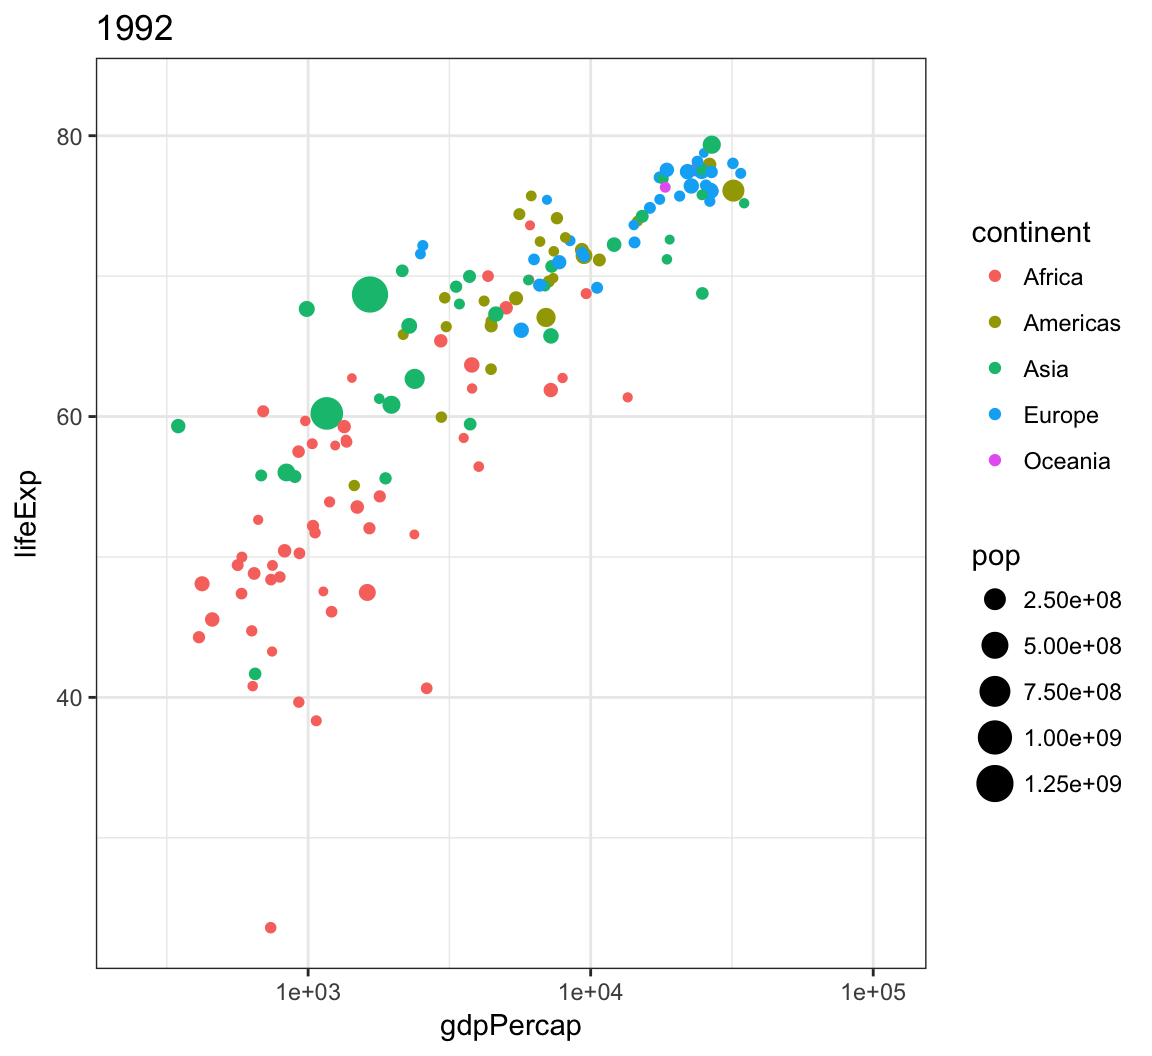 1992
80
60
40
lifeExp
1e+03
1e+04
1e+05
gdpPercap
continent
Africa
Americas
Asia
Europe
Oceania
pop
2.50e+08
5.00e+08
7.50e+08
1.00e+09
1.25e+09